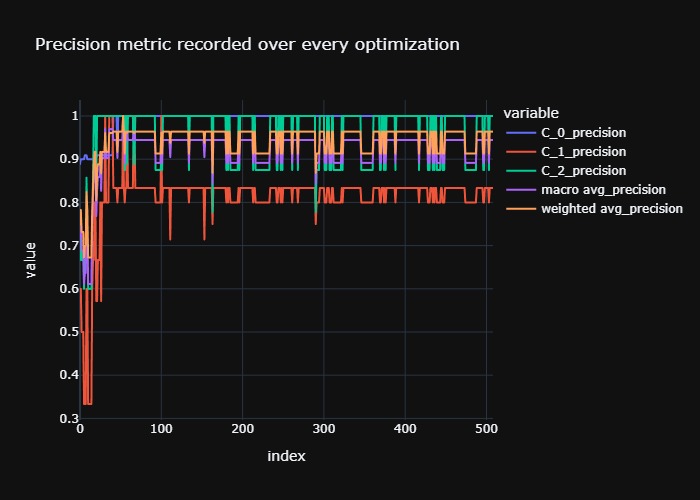 Precision metric recorded over every optimization
variable
C_0_precision
C_1_precision
C_2_precision
macro avg_precision
weighted avg_precision
value
1
0.9
0.8
0.7
0.6
0.5
0.4
0.3
0
100
200
300
400
500
index